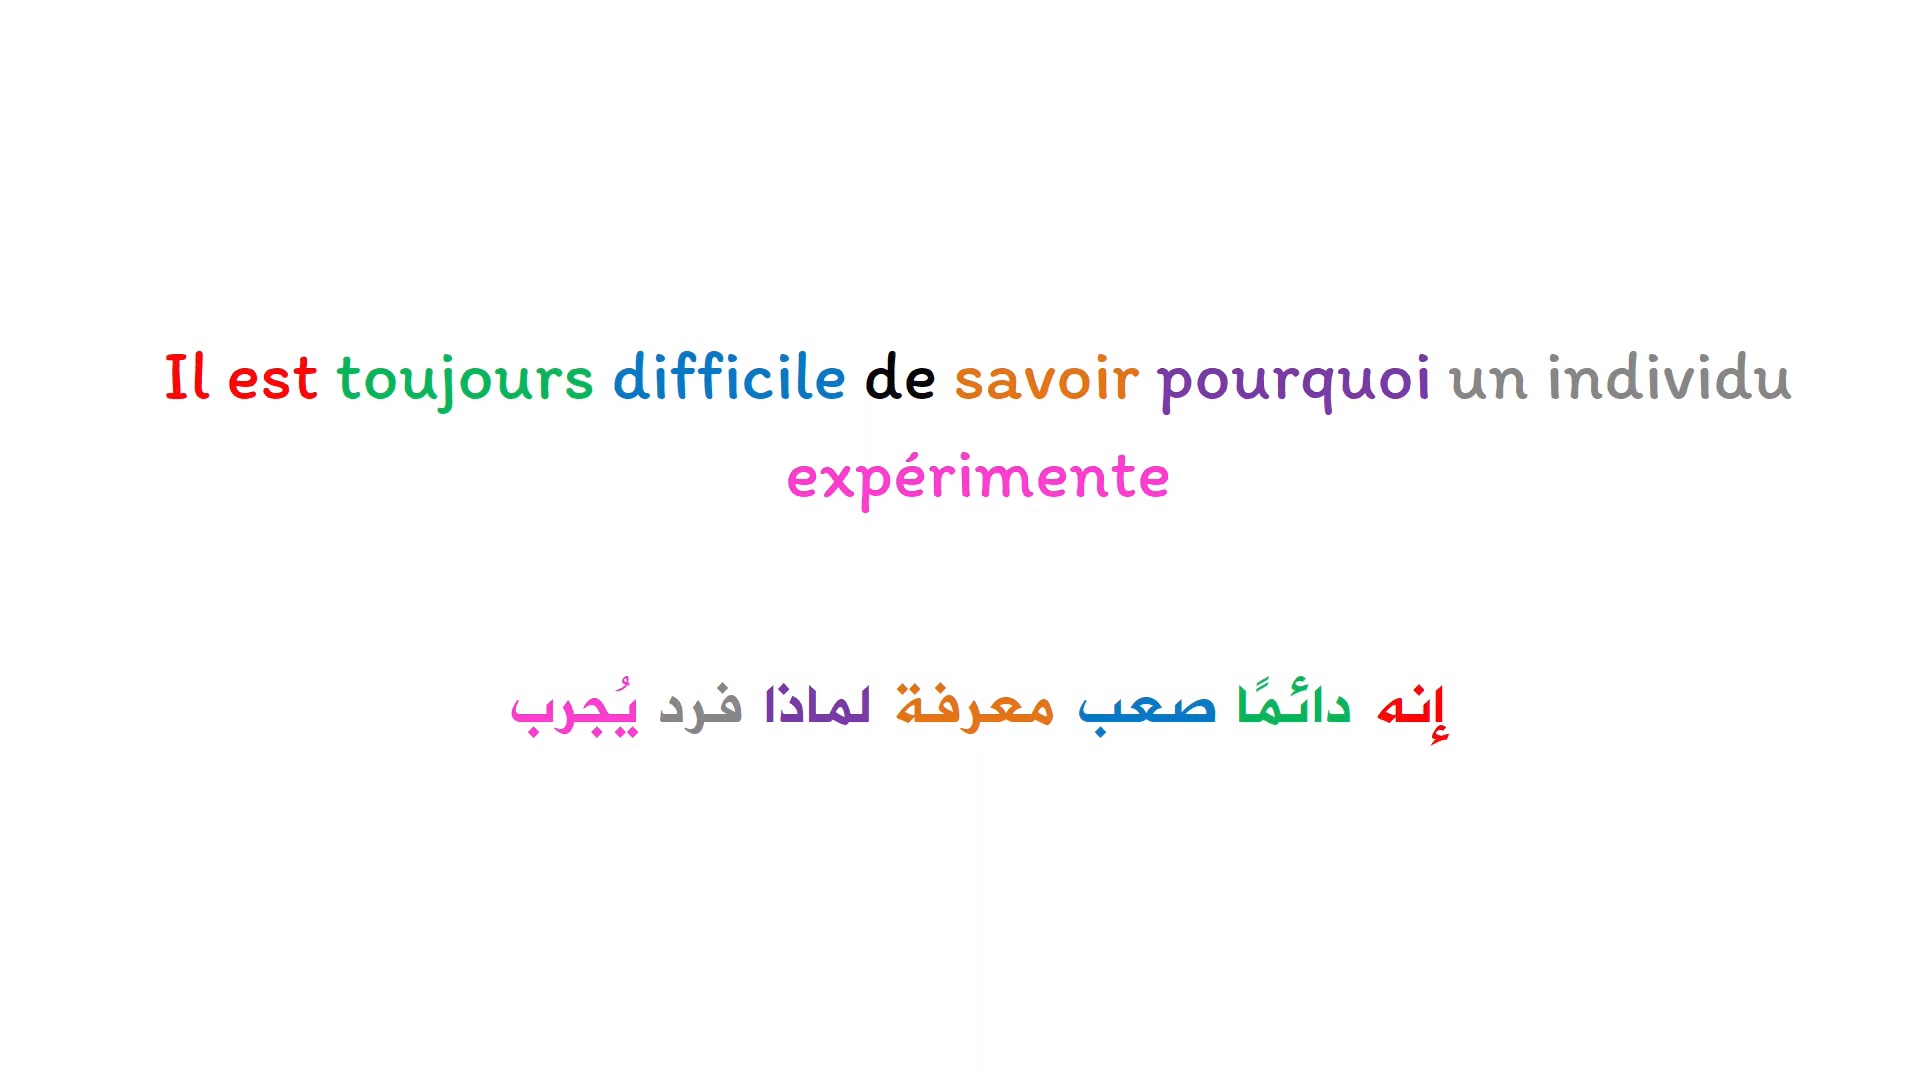 Il est toujours difficile de savoir pourquoi un individu
expérimente
إنه دائمًا صعب معرفة لماذا فرد يُجرب